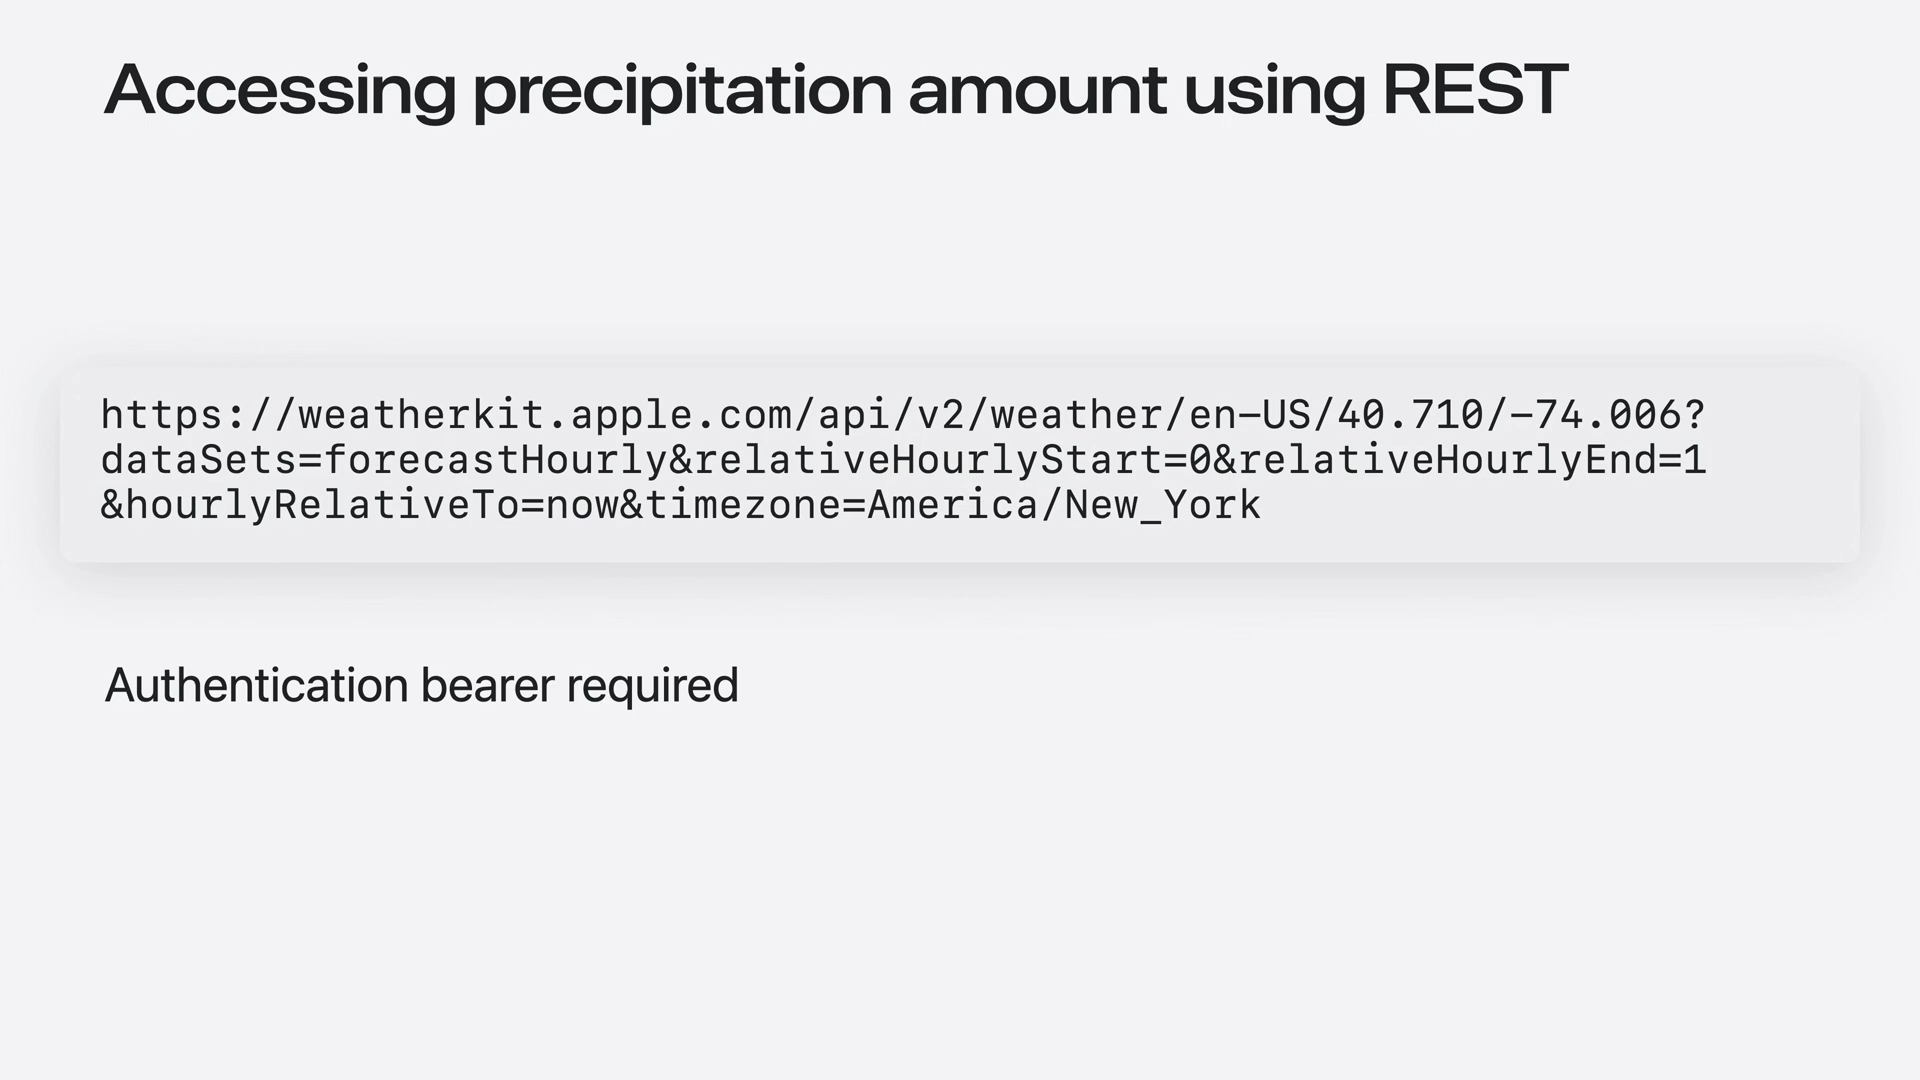 Accessing precipitation amount using REST
https://weatherkit.apple.com/api/v2/weather/en-US/40.710/-74.006?
dataSets=forecastHourly&relativeHourlyStart=0&relativeHourlyEnd=1
&hourlyRelativeTo=now&timezone=America/New_York
Authentication bearer required